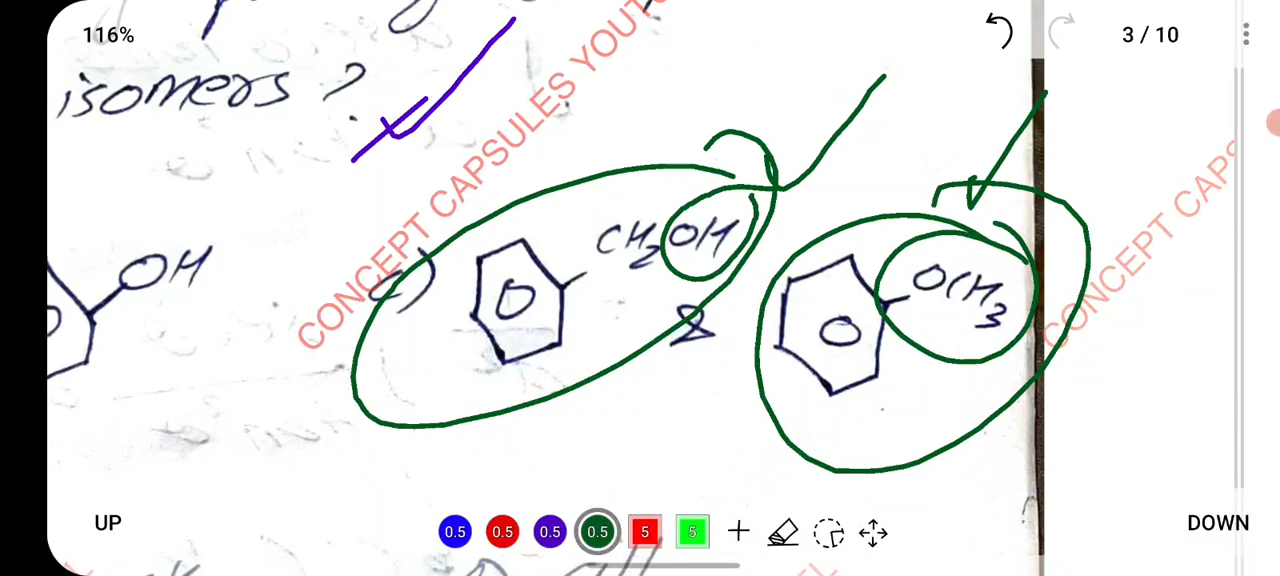 116%
3 / 10
isomers ?
CONCEPT CAPSULES YOUT
CONCEPT CAPS
OH
c)
CH2OH
&
OCH3
UP
DOWN
0.5 0.5 0.5 0.5 5 5